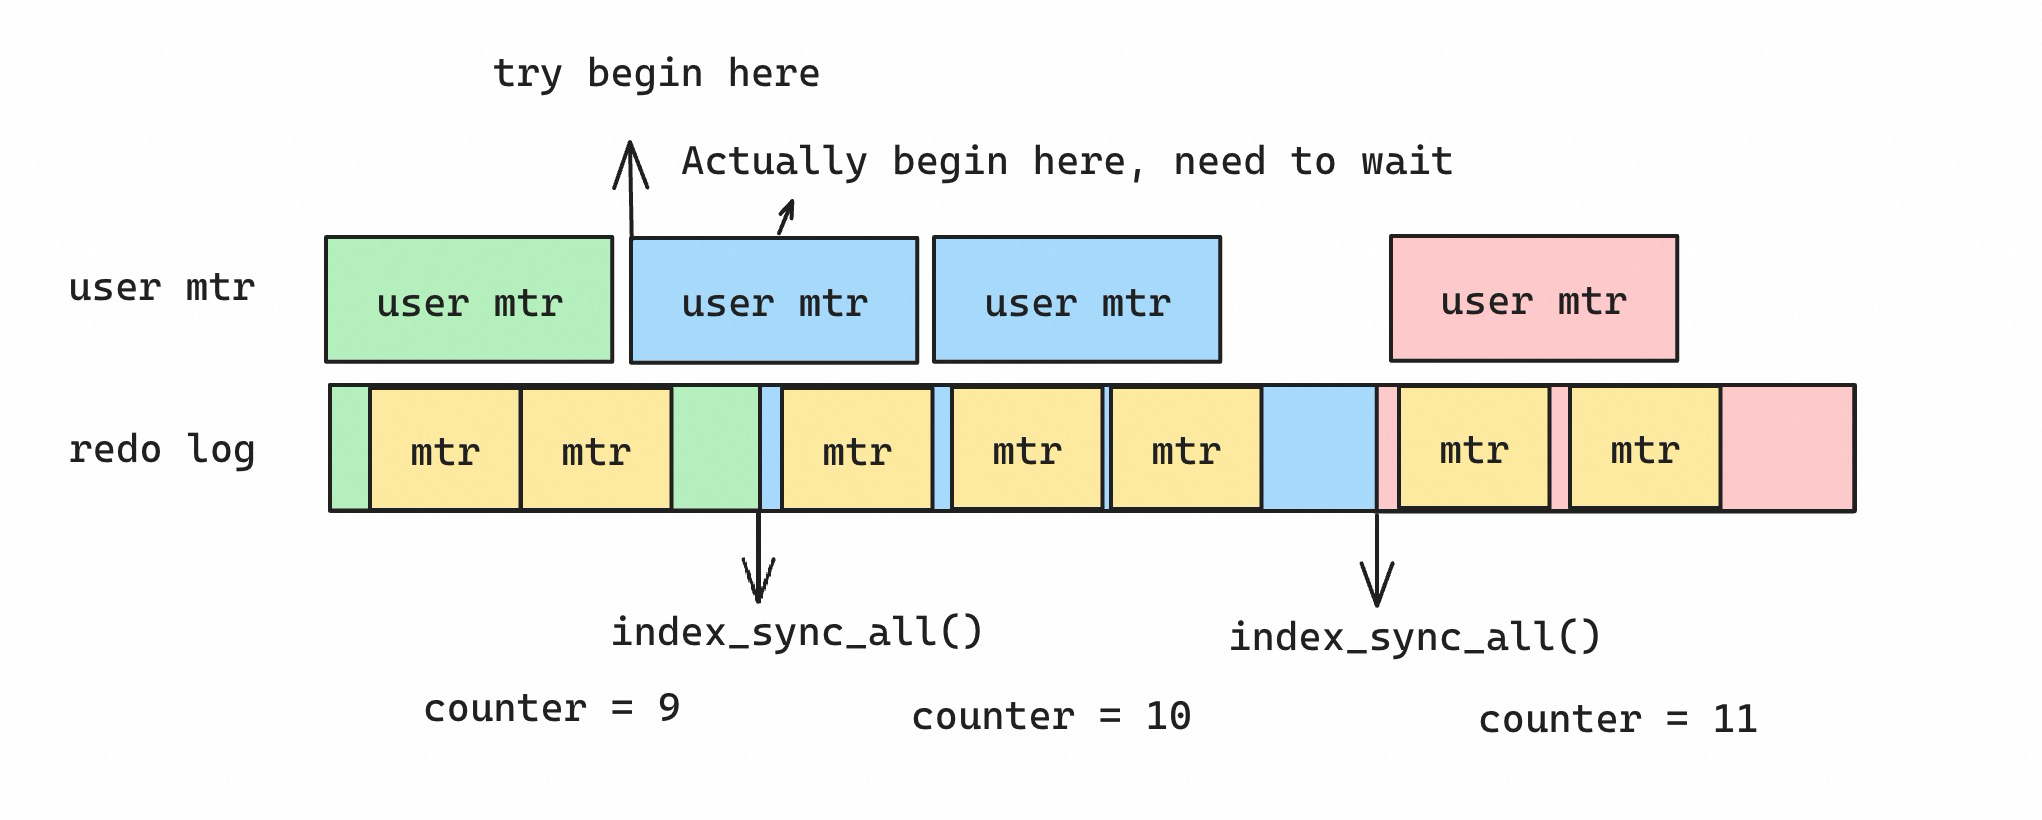 try begin here
Actually begin here, need to wait
user mtr
user mtr
user mtr
user mtr
user mtr
redo log
mtr
mtr
mtr
mtr
mtr
mtr
mtr
index_sync_all()
index_sync_all()
counter = 9
counter = 10
counter = 11